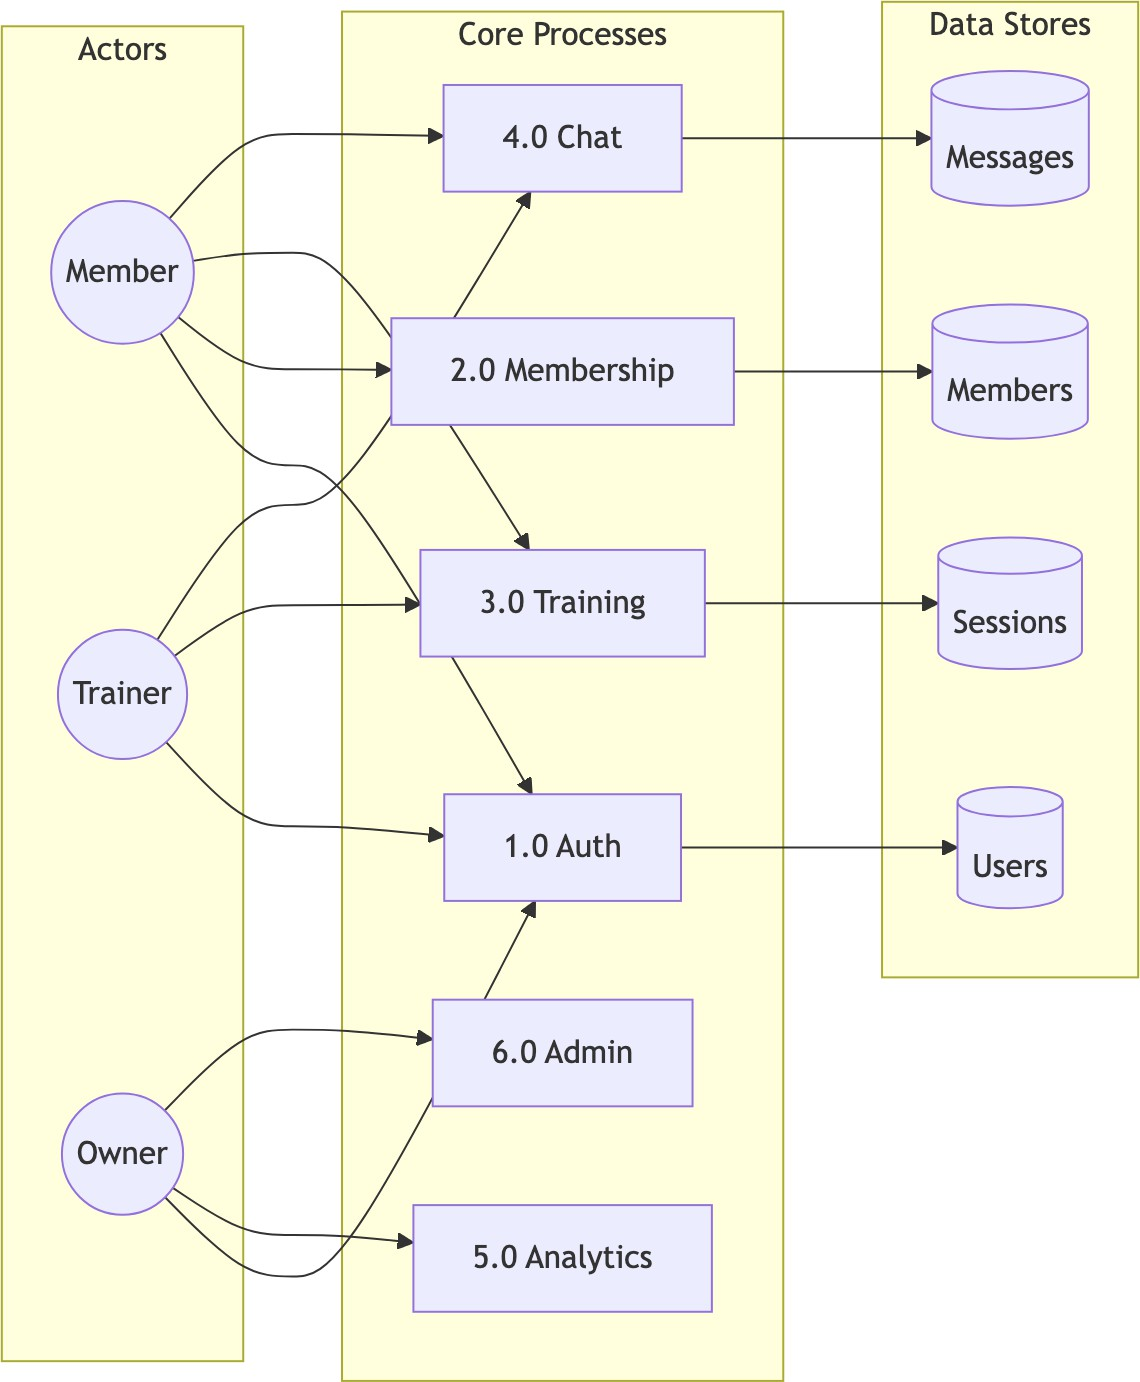 Actors
Member
Trainer
Owner
Core Processes
4.0 Chat
2.0 Membership
3.0 Training
1.0 Auth
6.0 Admin
5.0 Analytics
Data Stores
Messages
Members
Sessions
Users